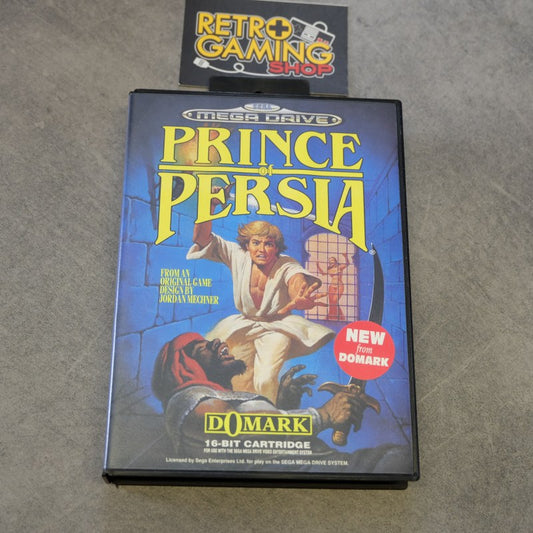 RETRO
GAMING
SHOP
SEGA
MEGA DRIVE
PRINCE
of
PERSIA
FROM AN
ORIGINAL GAME
DESIGN BY
JORDAN MECHNER
NEW
from
DOMARK
DOMARK
16-BIT CARTRIDGE
FOR USE WITH THE SEGA MEGA DRIVE VIDEO ENTERTAINMENT SYSTEM
Licensed by Sega Enterprises Ltd. for play on the SEGA MEGA DRIVE SYSTEM.